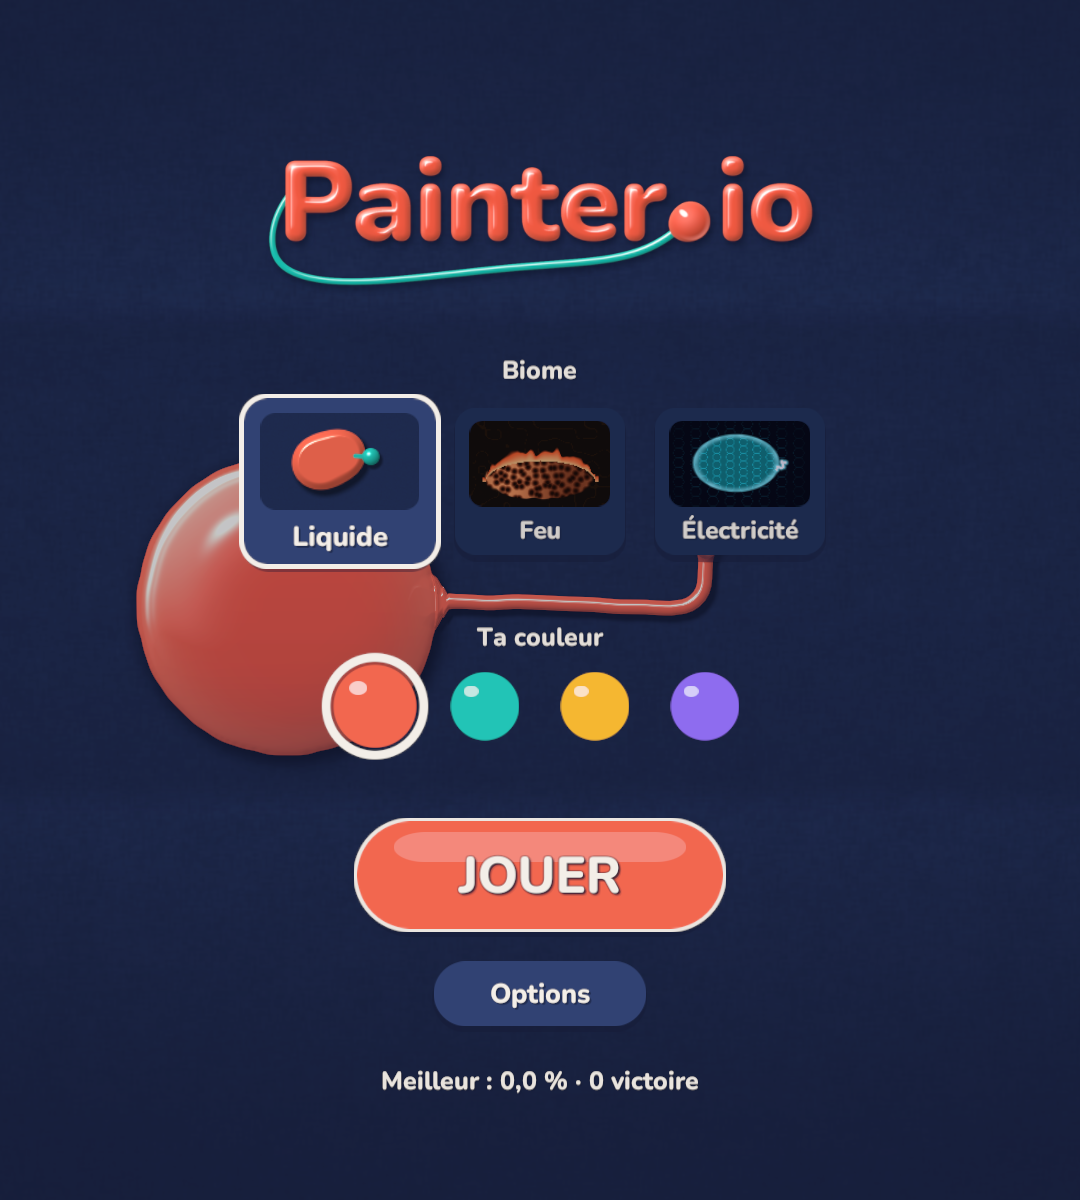 Painter.io
Biome
Liquide
Feu
Électricité
Ta couleur
JOUER
Options
Meilleur : 0,0 % · 0 victoire